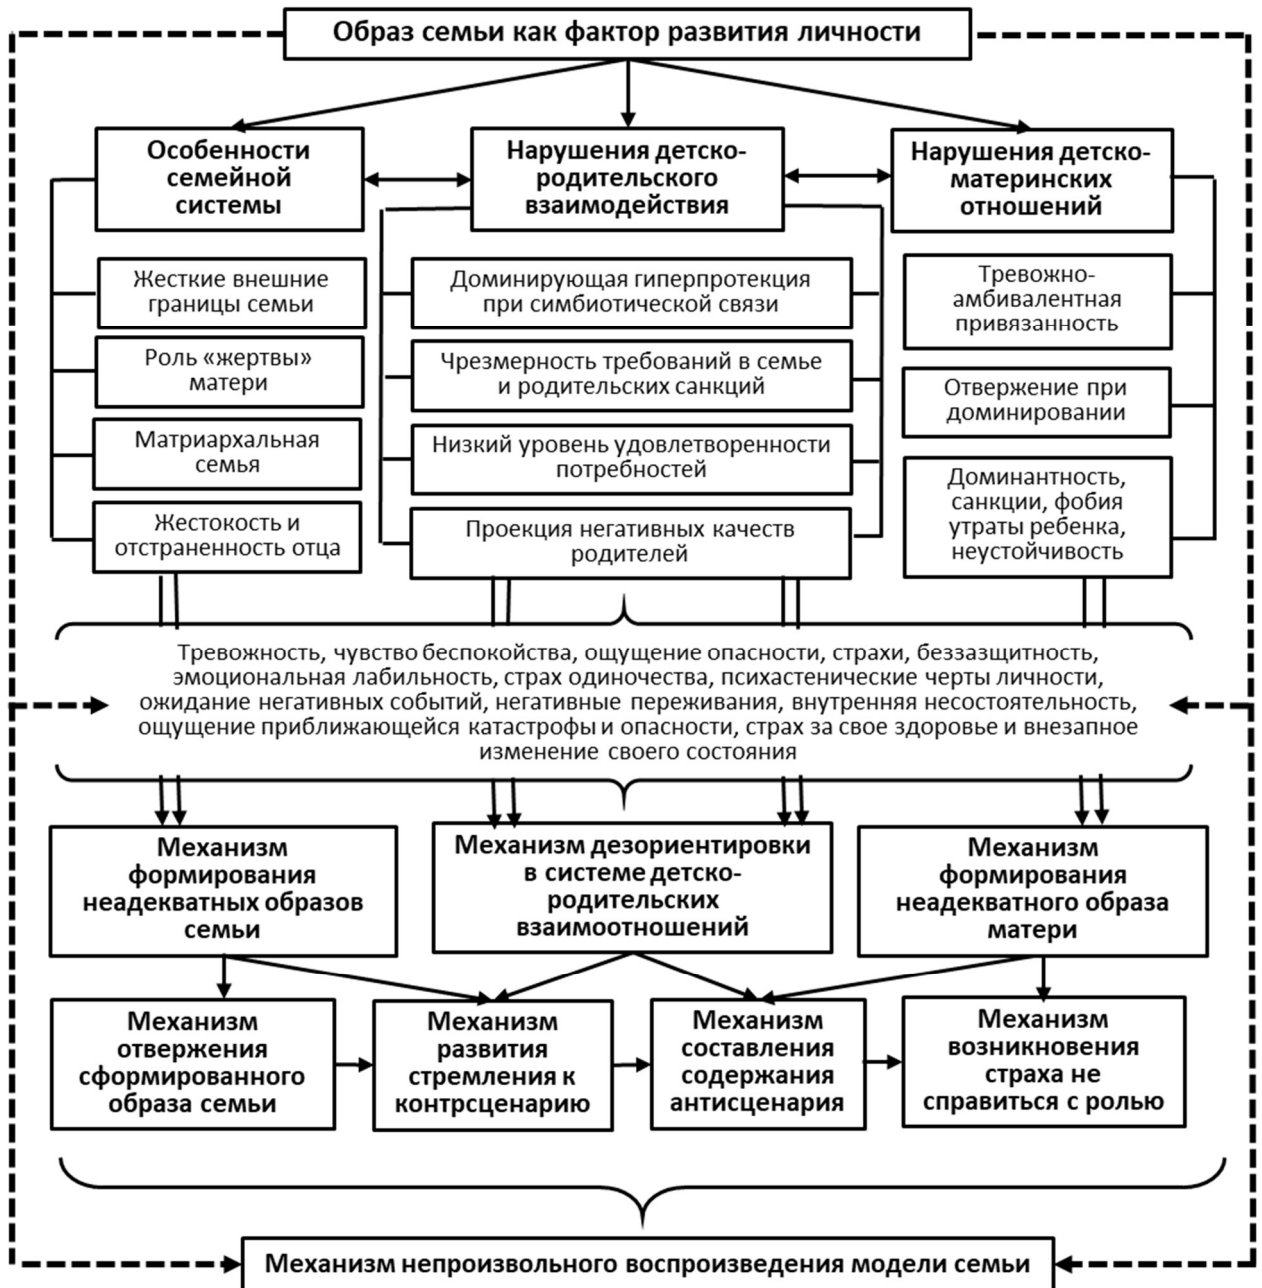 Образ семьи как фактор развития личности
Особенности
семейной
системы
Нарушения детско-
родительского
взаимодействия
Нарушения детско-
материнских
отношений
Жесткие внешние
границы семьи
Роль «жертвы»
матери
Матриархальная
семья
Жестокость и
отстраненность отца
Доминирующая гиперпротекция
при симбиотической связи
Чрезмерность требований в семье
и родительских санкций
Низкий уровень удовлетворенности
потребностей
Проекция негативных качеств
родителей
Тревожно-
амбивалентная
привязанность
Отвержение при
доминировании
Доминантность,
санкции, фобия
утраты ребенка,
неустойчивость
Тревожность, чувство беспокойства, ощущение опасности, страхи, беззащитность,
эмоциональная лабильность, страх одиночества, психастенические черты личности,
ожидание негативных событий, негативные переживания, внутренняя несостоятельность,
ощущение приближающейся катастрофы и опасности, страх за свое здоровье и внезапное
изменение своего состояния
Механизм
формирования
неадекватных образов
семьи
Механизм дезориентировки
в системе детско-
родительских
взаимоотношений
Механизм
формирования
неадекватного образа
матери
Механизм
отвержения
сформированного
образа семьи
Механизм
развития
стремления к
контрсценарию
Механизм
составления
содержания
антисценария
Механизм
возникновения
страха не
справиться с ролью
Механизм непроизвольного воспроизведения модели семьи